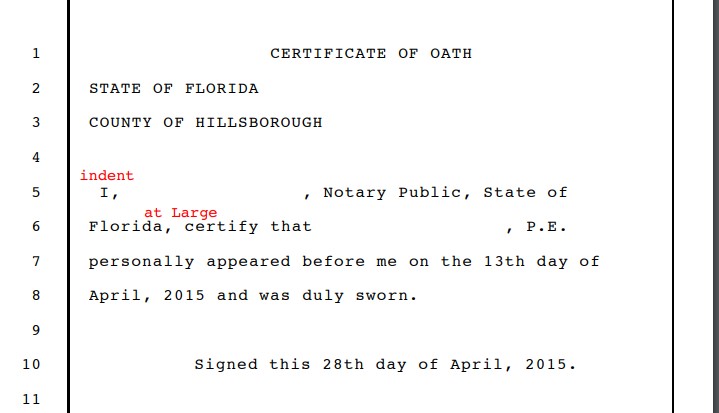 1 CERTIFICATE OF OATH
2 STATE OF FLORIDA
3 COUNTY OF HILLSBOROUGH
4
indent
5 I, , Notary Public, State of
at Large
6 Florida, certify that , P.E.
7 personally appeared before me on the 13th day of
8 April, 2015 and was duly sworn.
9
10 Signed this 28th day of April, 2015.
11